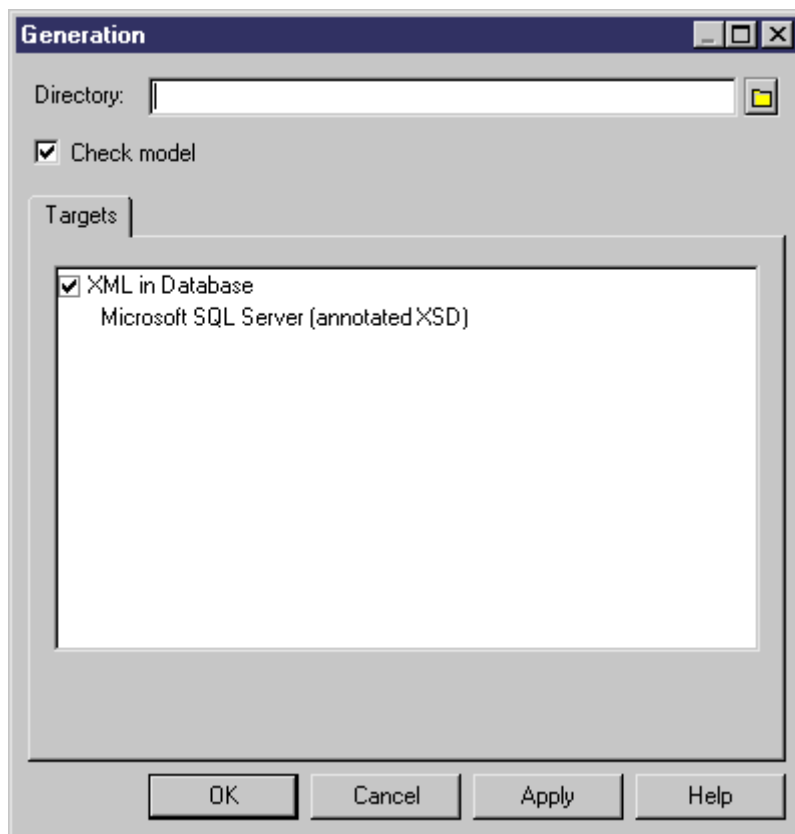 Generation
Directory:
Check model
Targets
XML in Database
Microsoft SQL Server (annotated XSD)
OK Cancel Apply Help